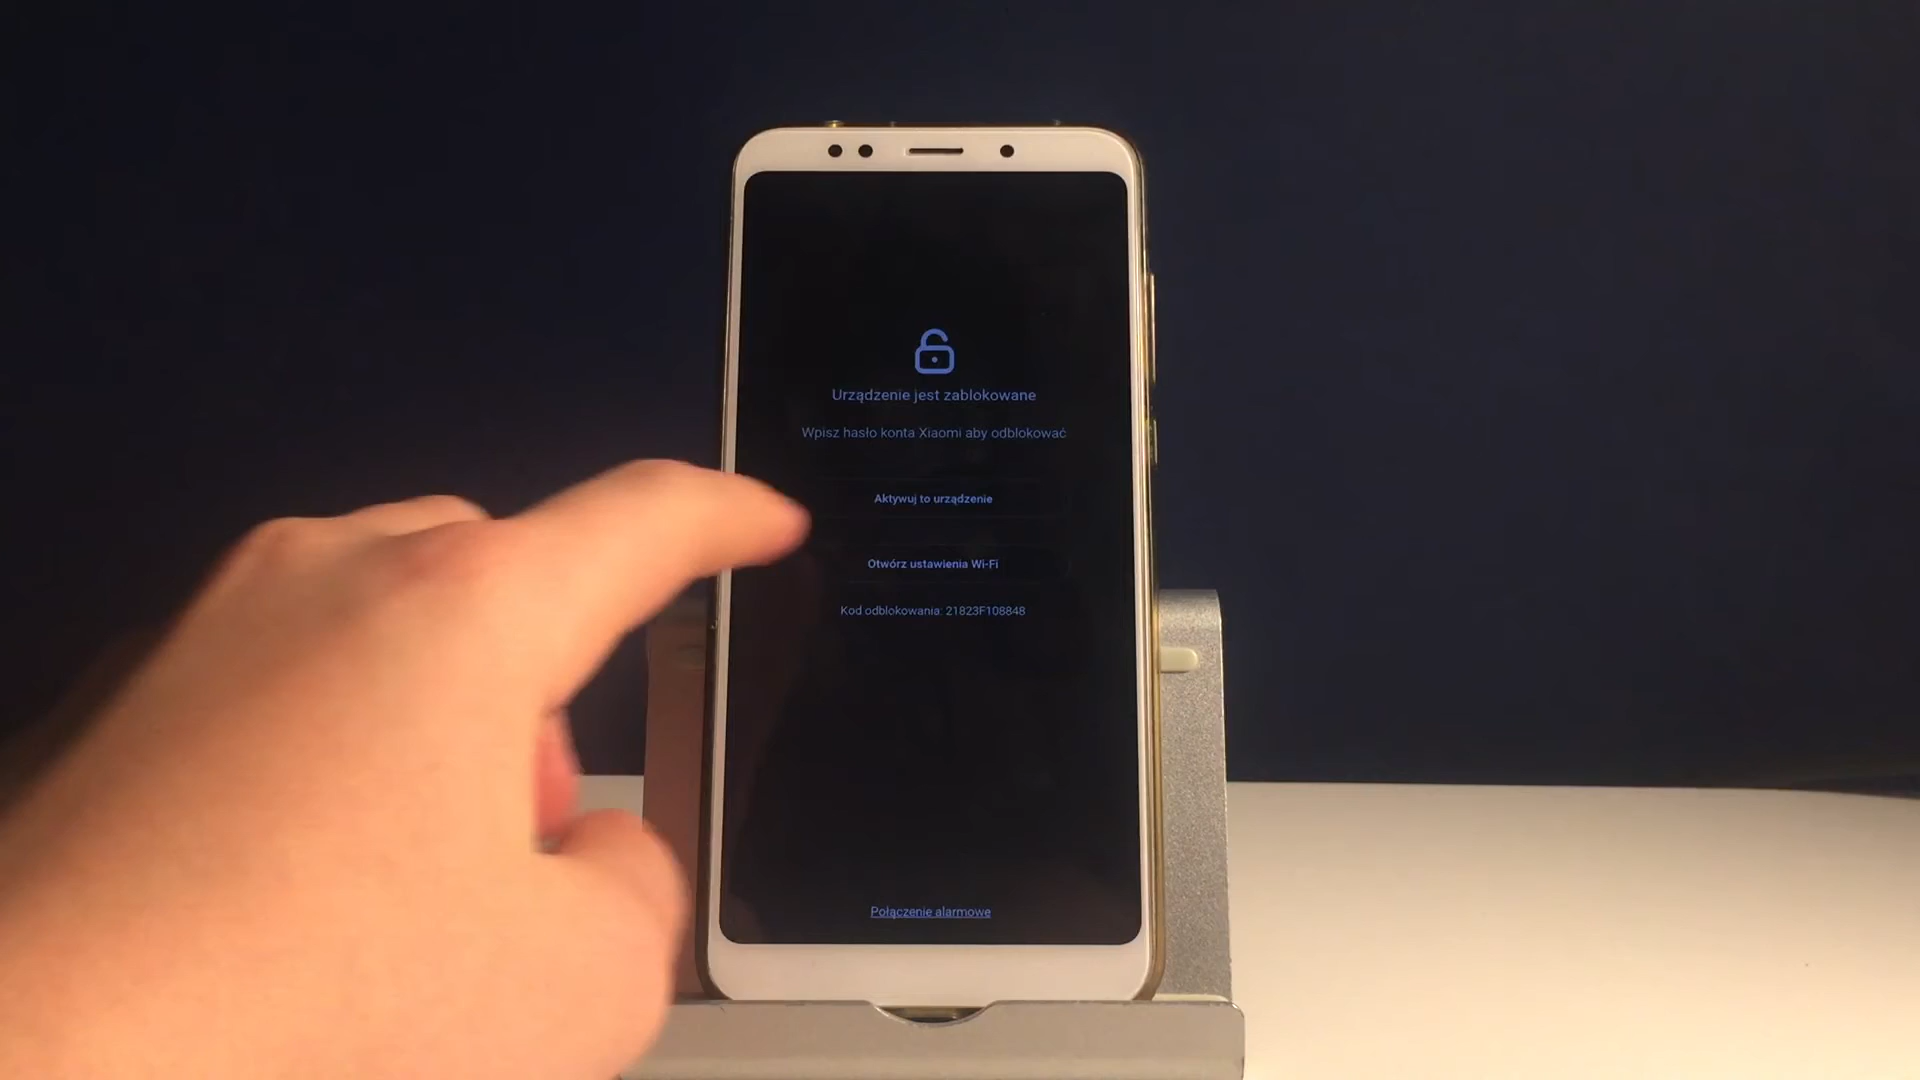 Urządzenie jest zablokowane
Wpisz hasło konta Xiaomi aby odblokować
Aktywuj to urządzenie
Otwórz ustawienia Wi-Fi
Kod odblokowania: 21823F108848
Połączenie alarmowe